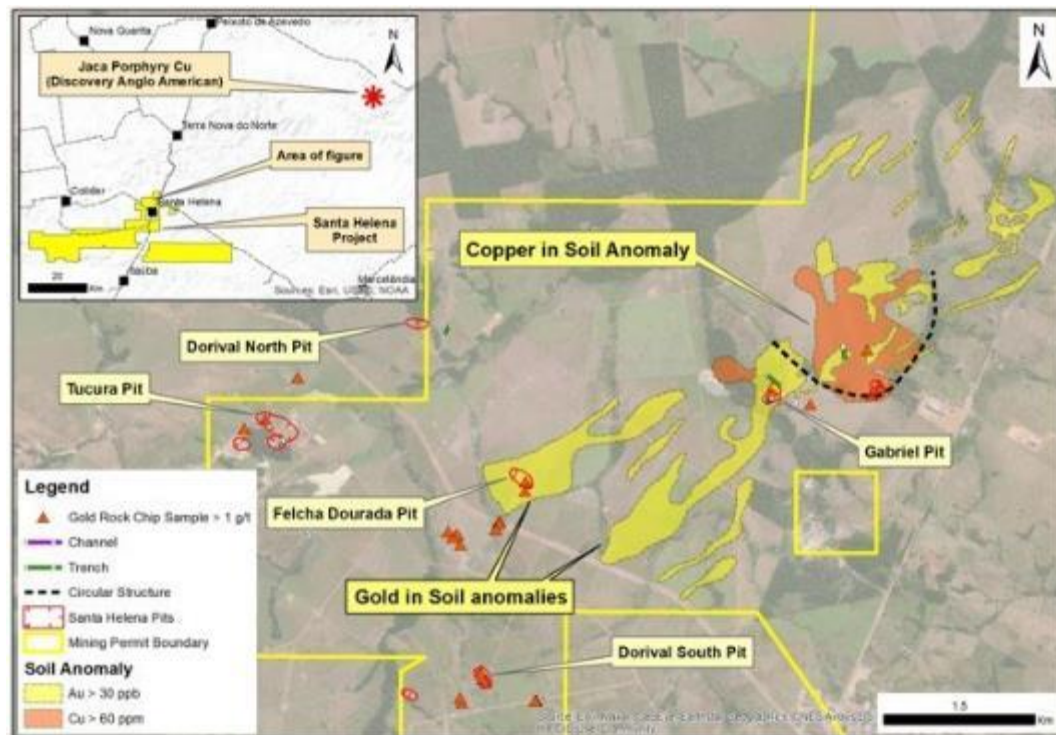 Nova Guarita
Peixoto de Azevedo
N
Jaca Porphyry Cu
(Discovery Anglo American)
Terra Nova do Norte
Area of figure
Colider
Santa Helena
Santa Helena
Project
Itaúba
Marcelândia
20
Km
Sources: Esri, USGS, NOAA
N
Copper in Soil Anomaly
Dorival North Pit
Tucura Pit
Gabriel Pit
Felcha Dourada Pit
Gold in Soil anomalies
Dorival South Pit
Legend
Gold Rock Chip Sample > 1 g/t
Channel
Trench
Circular Structure
Santa Helena Pits
Mining Permit Boundary
Soil Anomaly
Au > 30 ppb
Cu > 60 ppm
1.5
Km